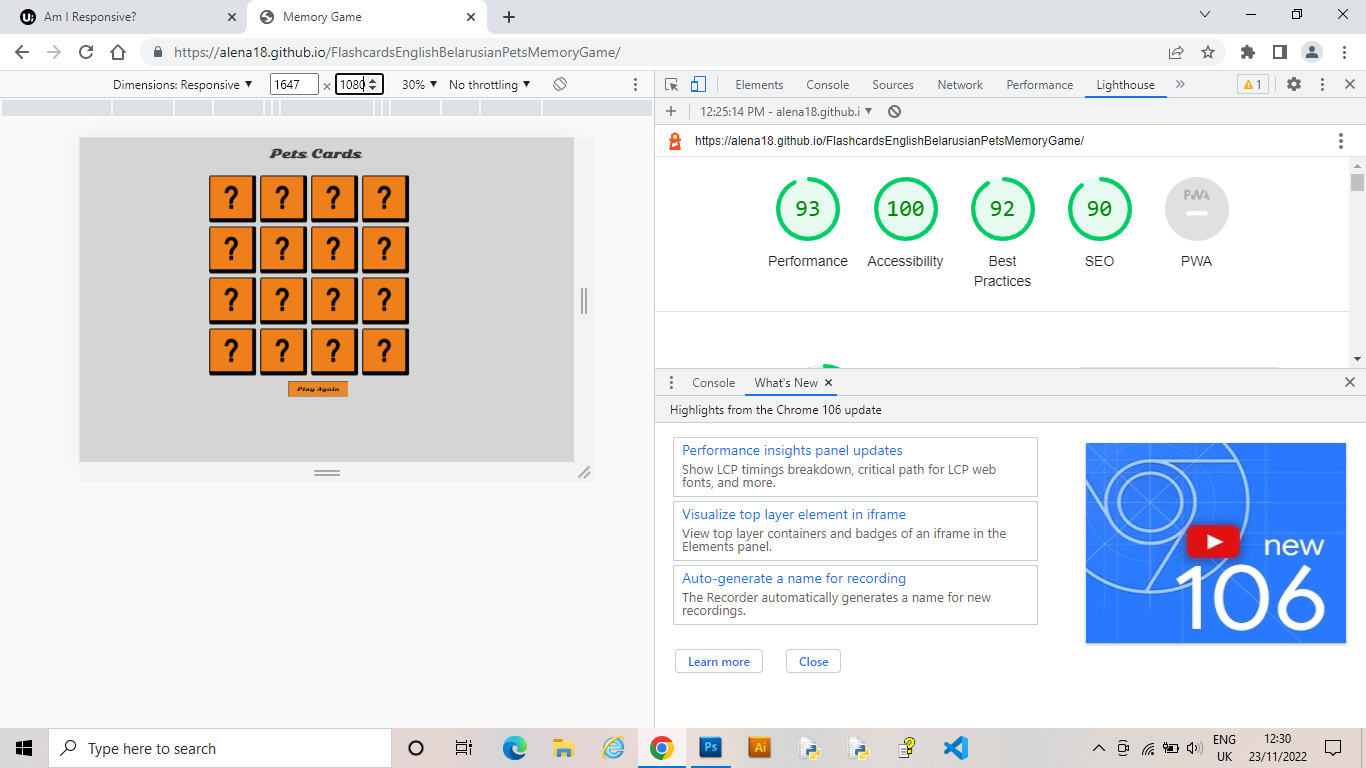 Am I Responsive?
Memory Game
https://alena18.github.io/FlashcardsEnglishBelarusianPetsMemoryGame/
Dimensions: Responsive
1647 × 1080
30%
No throttling
Elements
Console
Sources
Network
Performance
Lighthouse
1
12:25:14 PM - alena18.github.i
https://alena18.github.io/FlashcardsEnglishBelarusianPetsMemoryGame/
Pets Cards
? ? ? ?
? ? ? ?
? ? ? ?
? ? ? ?
Play Again
93
100
92
90
PWA
Performance
Accessibility
Best
Practices
SEO
PWA
Console
What's New
Highlights from the Chrome 106 update
Performance insights panel updates
Show LCP timings breakdown, critical path for LCP web
fonts, and more.
Visualize top layer element in iframe
View top layer containers and badges of an iframe in the
Elements panel.
Auto-generate a name for recording
The Recorder automatically generates a name for new
recordings.
Learn more
Close
new
106
Type here to search
Ps
Ai
ENG
UK
12:30
23/11/2022